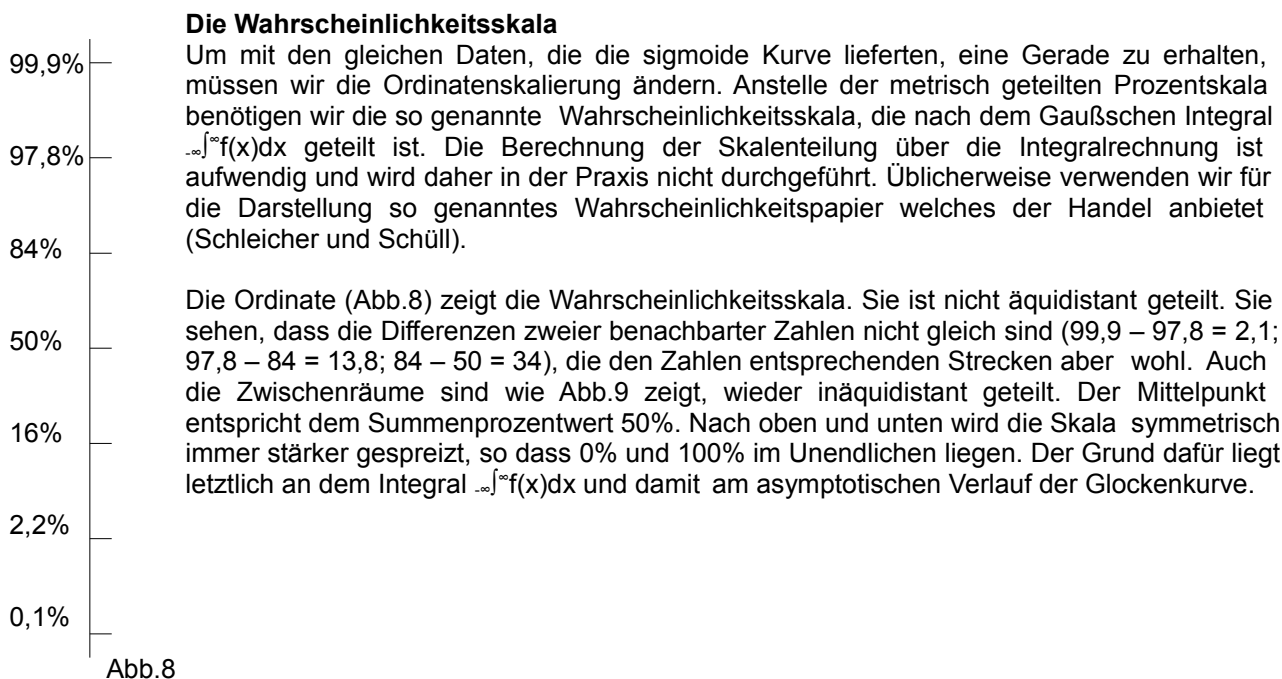 Die Wahrscheinlichkeitsskala
Um mit den gleichen Daten, die die sigmoide Kurve lieferten, eine Gerade zu erhalten,
müssen wir die Ordinatenskalierung ändern. Anstelle der metrisch geteilten Prozentskala
benötigen wir die so genannte Wahrscheinlichkeitsskala, die nach dem Gaußschen Integral
-∞∫∞f(x)dx geteilt ist. Die Berechnung der Skalenteilung über die Integralrechnung ist
aufwendig und wird daher in der Praxis nicht durchgeführt. Üblicherweise verwenden wir für
die Darstellung so genanntes Wahrscheinlichkeitspapier welches der Handel anbietet
(Schleicher und Schüll).
Die Ordinate (Abb.8) zeigt die Wahrscheinlichkeitsskala. Sie ist nicht äquidistant geteilt. Sie
sehen, dass die Differenzen zweier benachbarter Zahlen nicht gleich sind (99,9 – 97,8 = 2,1;
97,8 – 84 = 13,8; 84 – 50 = 34), die den Zahlen entsprechenden Strecken aber wohl. Auch
die Zwischenräume sind wie Abb.9 zeigt, wieder inäquidistant geteilt. Der Mittelpunkt
entspricht dem Summenprozentwert 50%. Nach oben und unten wird die Skala symmetrisch
immer stärker gespreizt, so dass 0% und 100% im Unendlichen liegen. Der Grund dafür liegt
letztlich an dem Integral -∞∫∞f(x)dx und damit am asymptotischen Verlauf der Glockenkurve.
99,9%
97,8%
84%
50%
16%
2,2%
0,1%
Abb.8